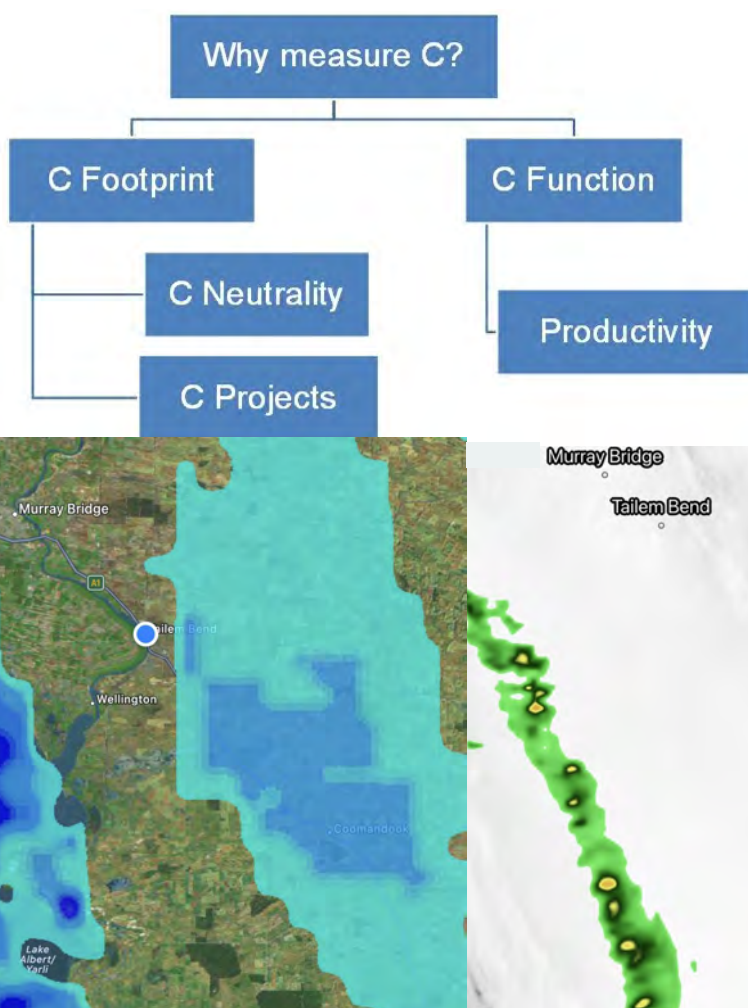 Why measure C?
C Footprint
C Function
C Neutrality
Productivity
C Projects
Murray Bridge
A1
Tailem Bend
Wellington
Coomandook
Lake
Albert/
Yarli
Murray Bridge
Tailem Bend